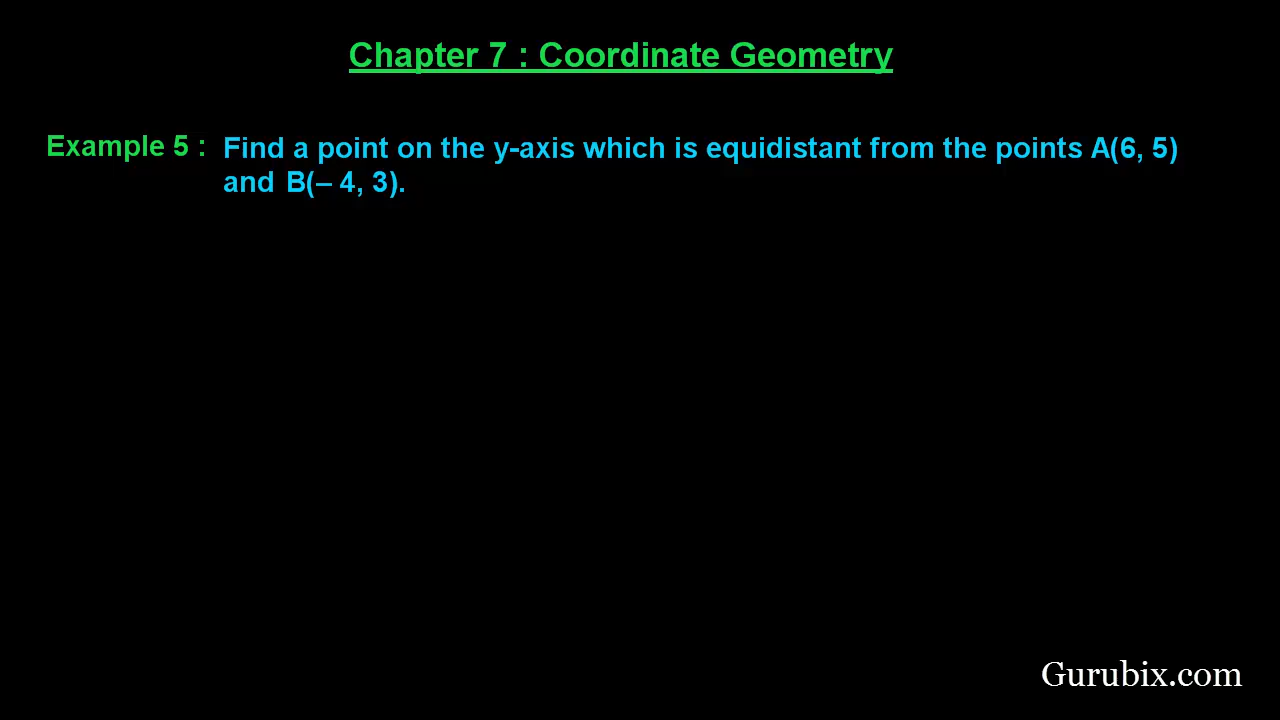 Chapter 7 : Coordinate Geometry
Example 5 : Find a point on the y-axis which is equidistant from the points A(6, 5)
and B(– 4, 3).
Gurubix.com